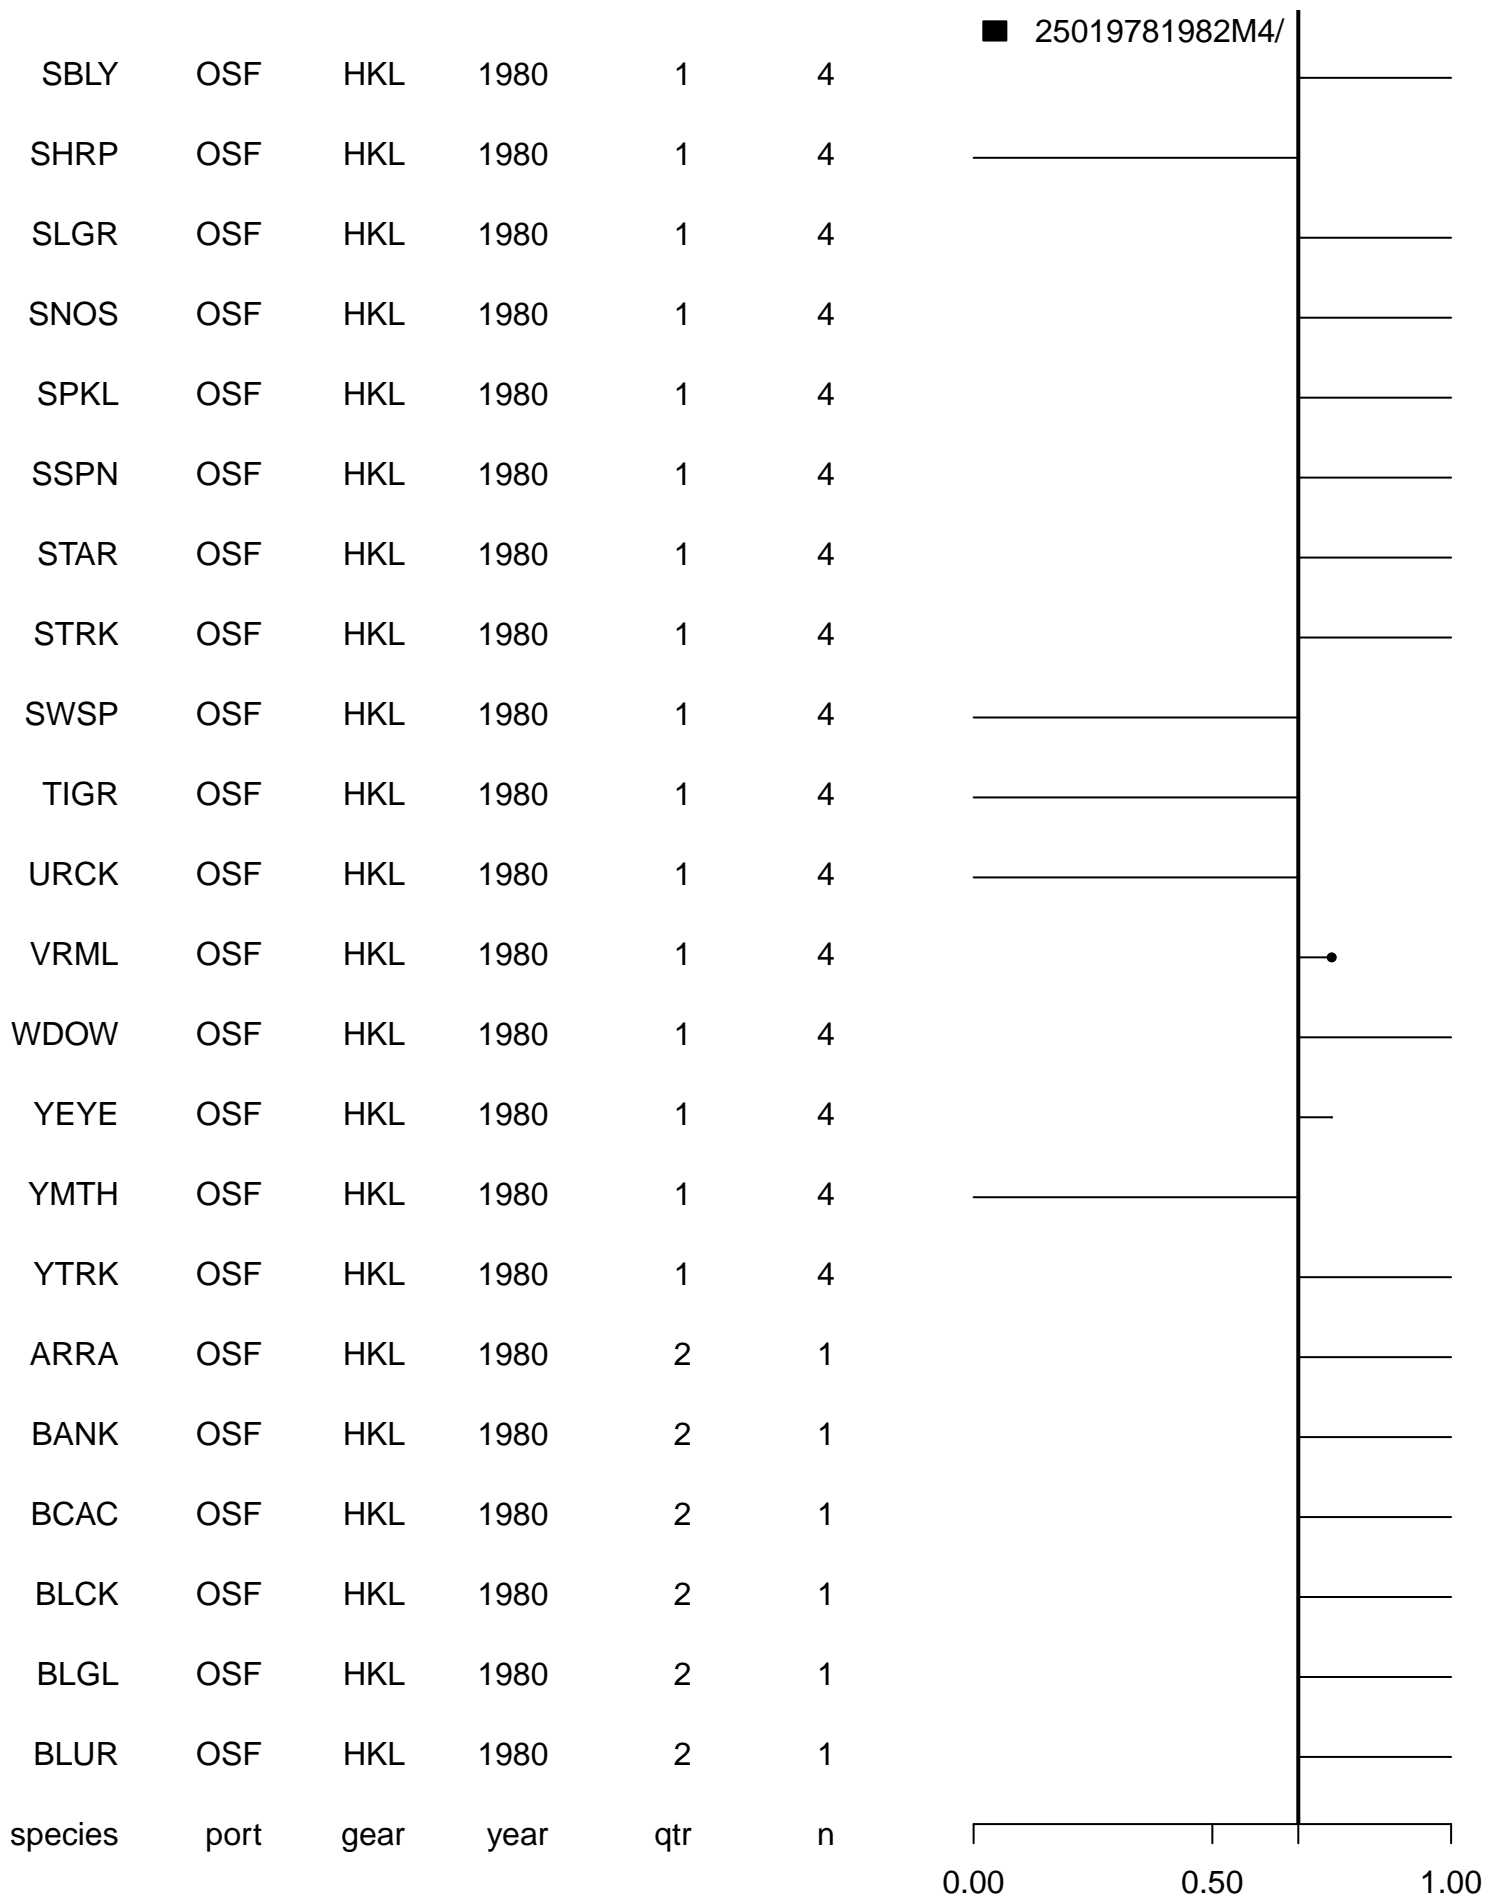 25019781982M4/
SBLY OSF HKL 1980 1 4
SHRP OSF HKL 1980 1 4
SLGR OSF HKL 1980 1 4
SNOS OSF HKL 1980 1 4
SPKL OSF HKL 1980 1 4
SSPN OSF HKL 1980 1 4
STAR OSF HKL 1980 1 4
STRK OSF HKL 1980 1 4
SWSP OSF HKL 1980 1 4
TIGR OSF HKL 1980 1 4
URCK OSF HKL 1980 1 4
VRML OSF HKL 1980 1 4
WDOW OSF HKL 1980 1 4
YEYE OSF HKL 1980 1 4
YMTH OSF HKL 1980 1 4
YTRK OSF HKL 1980 1 4
ARRA OSF HKL 1980 2 1
BANK OSF HKL 1980 2 1
BCAC OSF HKL 1980 2 1
BLCK OSF HKL 1980 2 1
BLGL OSF HKL 1980 2 1
BLUR OSF HKL 1980 2 1
species port gear year qtr n
0.00 0.50 1.00